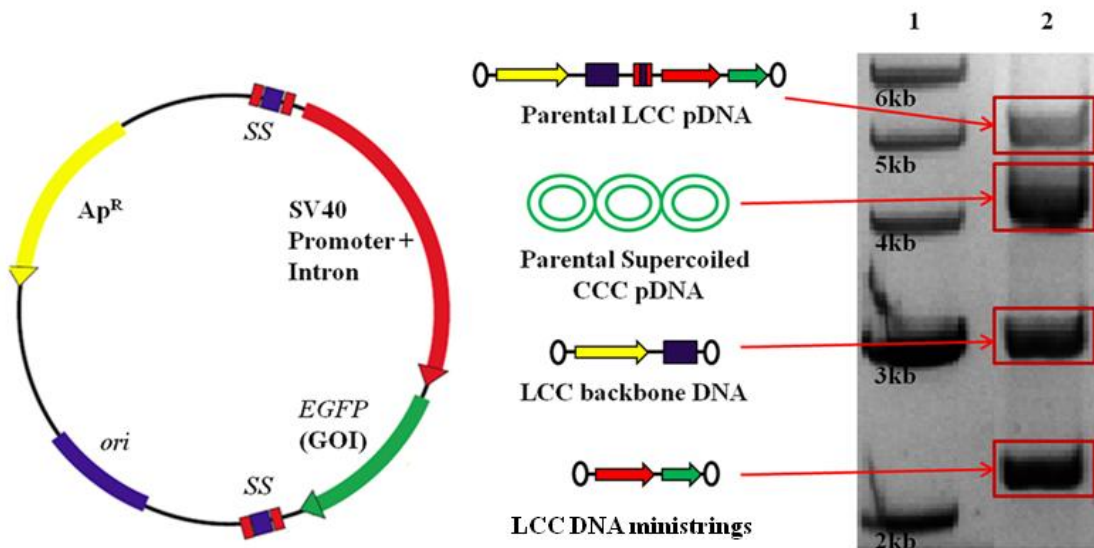 SS
Ap^R
SV40
Promoter +
Intron
EGFP
(GOI)
ori
SS
Parental LCC pDNA
Parental Supercoiled
CCC pDNA
LCC backbone DNA
LCC DNA ministrings
1 2
6kb
5kb
4kb
3kb
2kb